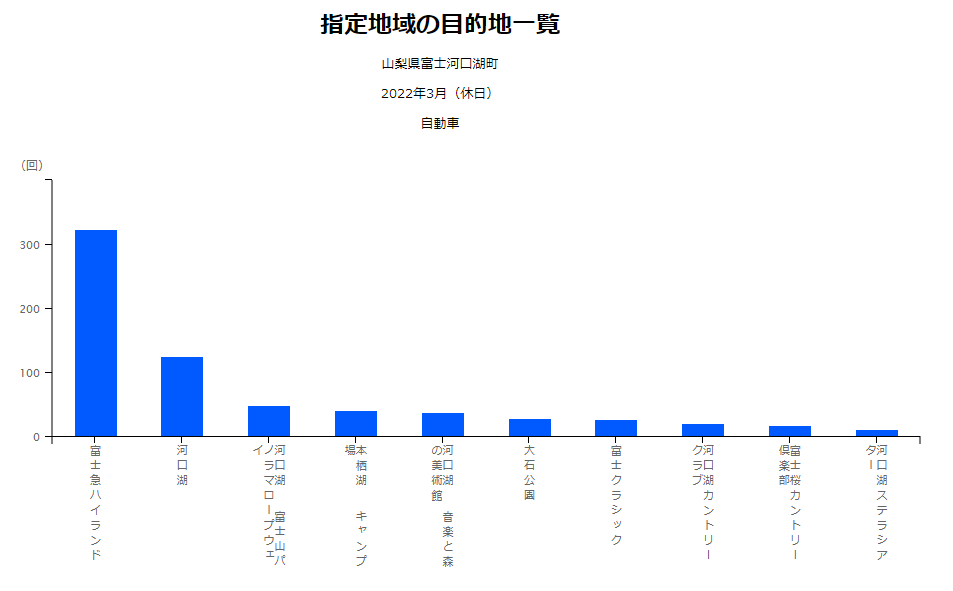 指定地域の目的地一覧
山梨県富士河口湖町
2022年3月（休日）
自動車
（回）
300
200
100
0
富士急ハイランド
河口湖
河口湖 富士山パ
ノラマロープウェ
イ
本栖湖 キャンプ
場
河口湖 音楽と森
の美術館
大石公園
富士クラシック
河口湖カントリー
クラブ
富士桜カントリー
倶楽部
河口湖ステラシア
ター